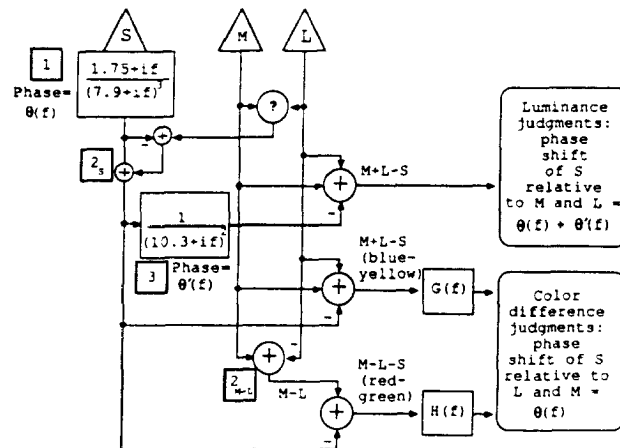 S
M
L
1
Phase=
θ(f)
1.75+if
(7.9+if)³
?
-
+
2s
+
1
(10.3+if)²
3
Phase=
θ'(f)
-
+
M+L-S
Luminance
judgments:
phase
shift
of S
relative
to M and L =
θ(f) + θ'(f)
M+L-S
(blue-
yellow)
-
+
G(f)
Color
difference
judgments:
phase
shift of S
relative to
L and M =
θ(f)
-
+
2M-L
M-L
M-L-S
(red-
green)
-
+
H(f)